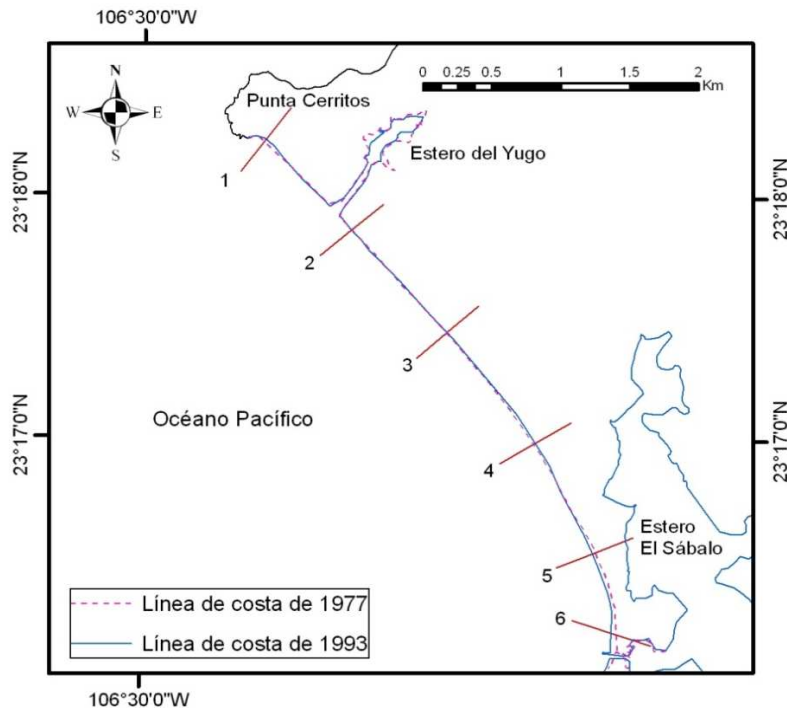 106°30'0"W
N
W E
S
0 0.25 0.5 1 1.5 2
Km
Punta Cerritos
Estero del Yugo
1
23°18'0"N
23°18'0"N
2
3
Océano Pacífico
4
23°17'0"N
23°17'0"N
Estero
El Sábalo
5
6
Línea de costa de 1977
Línea de costa de 1993
106°30'0"W